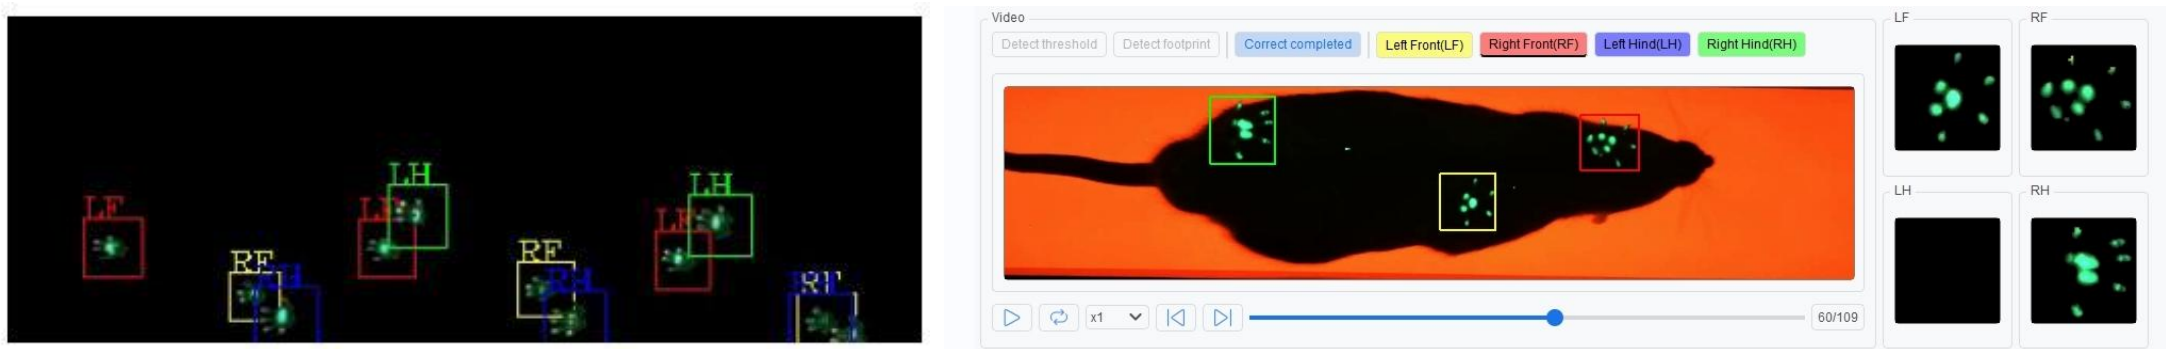 LH
LH
LF
LF
LF
RF
RF
RH
RH
RF
Video
Detect threshold
Detect footprint
Correct completed
Left Front(LF)
Right Front(RF)
Left Hind(LH)
Right Hind(RH)
x1
60/109
LF
RF
LH
RH